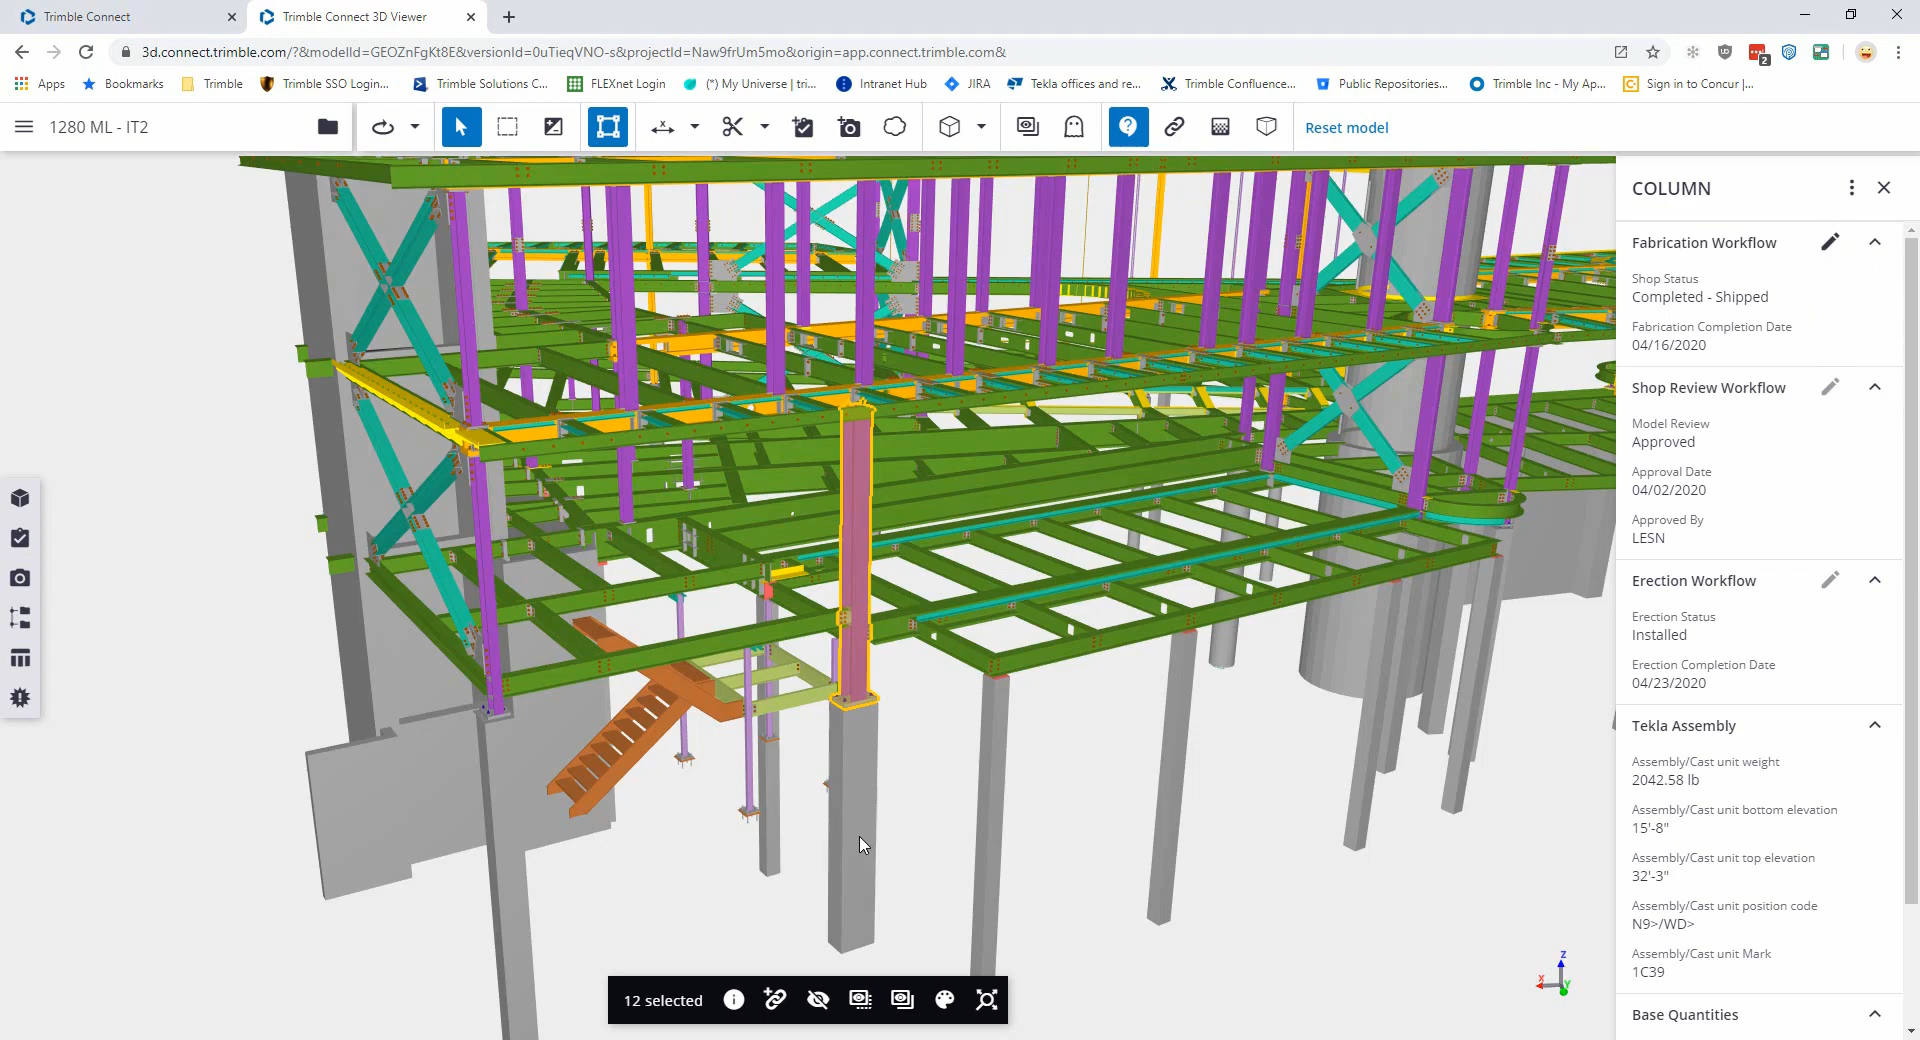 Trimble Connect
Trimble Connect 3D Viewer
3d.connect.trimble.com/?&modelId=GEOZnFgKt8E&versionId=0uTieqVNO-s&projectId=Naw9frUm5mo&origin=app.connect.trimble.com&
2
Apps
Bookmarks
Trimble
Trimble SSO Login...
Trimble Solutions C...
FLEXnet Login
(*) My Universe | tri...
Intranet Hub
JIRA
Tekla offices and re...
Trimble Confluence...
Public Repositories...
Trimble Inc - My Ap...
Sign in to Concur |...
1280 ML - IT2
Reset model
COLUMN
Fabrication Workflow
Shop Status
Completed - Shipped
Fabrication Completion Date
04/16/2020
Shop Review Workflow
Model Review
Approved
Approval Date
04/02/2020
Approved By
LESN
Erection Workflow
Erection Status
Installed
Erection Completion Date
04/23/2020
Tekla Assembly
Assembly/Cast unit weight
2042.58 lb
Assembly/Cast unit bottom elevation
15'-8"
Assembly/Cast unit top elevation
32'-3"
Assembly/Cast unit position code
N9>/WD>
Assembly/Cast unit Mark
1C39
Base Quantities
Z
X
Y
12 selected